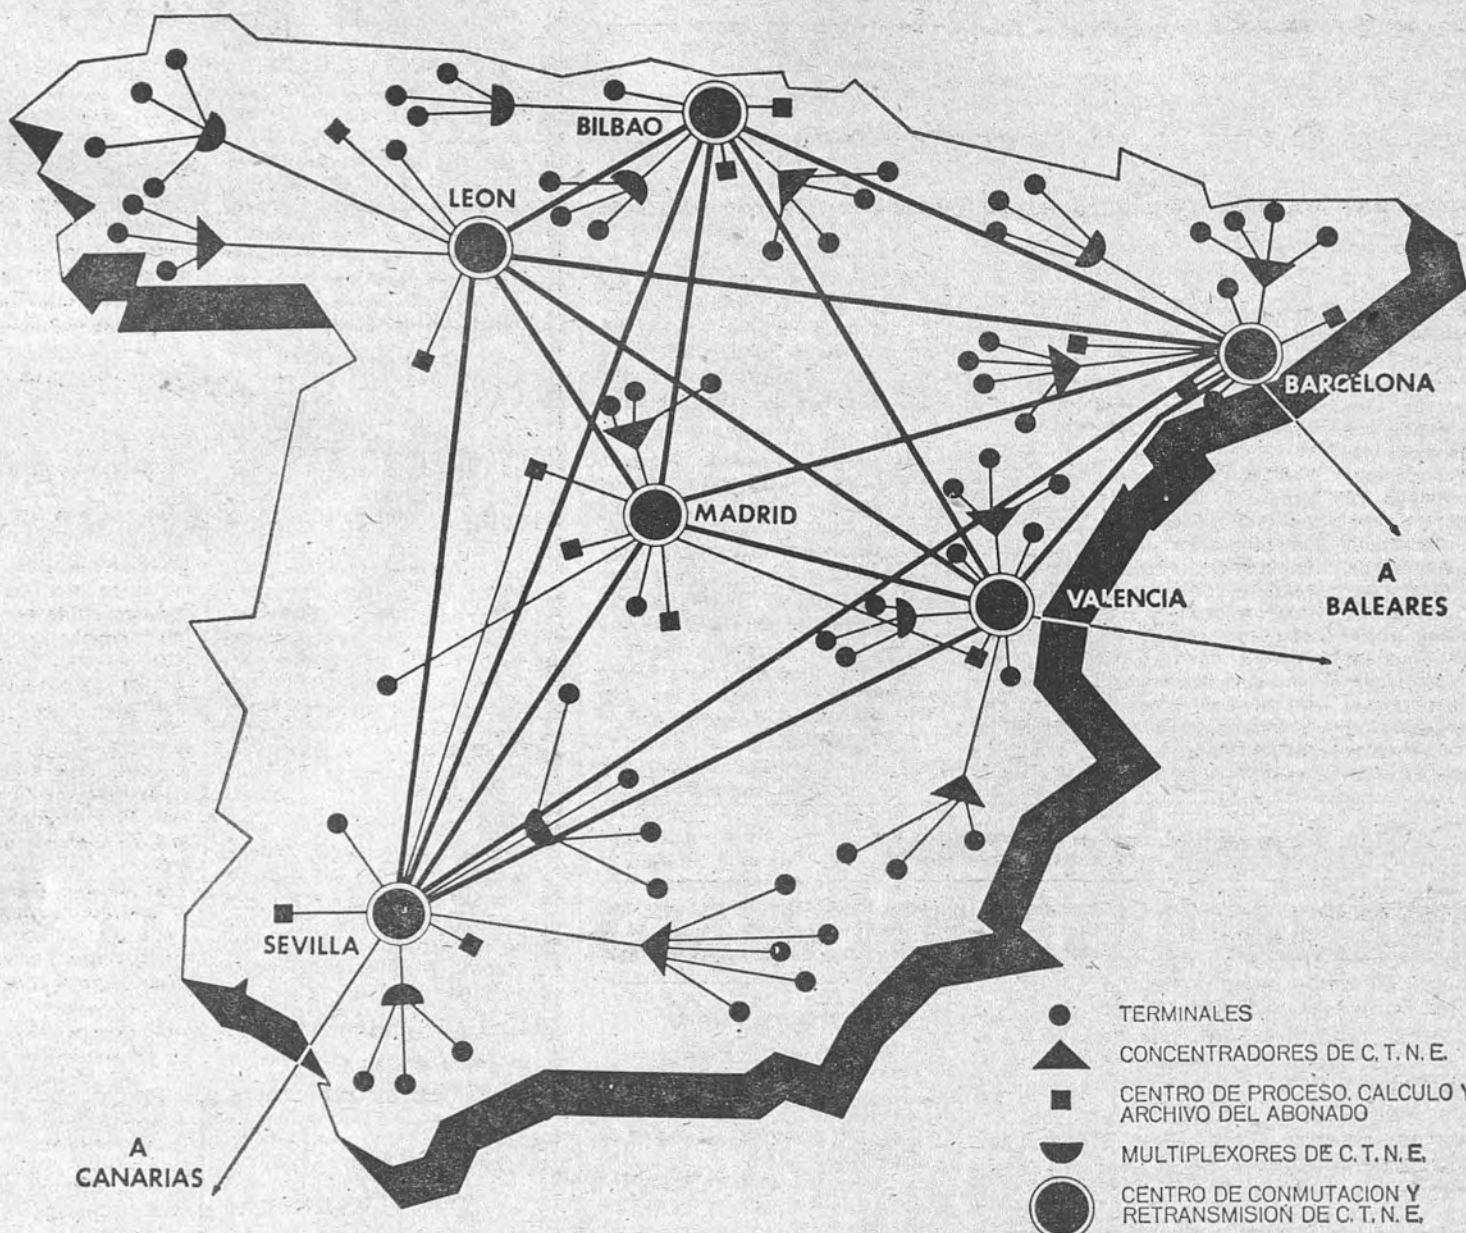 BILBAO
LEON
BARCELONA
MADRID
VALENCIA
A
BALEARES
SEVILLA
A
CANARIAS
TERMINALES
CONCENTRADORES DE C.T.N.E.
CENTRO DE PROCESO, CALCULO Y
ARCHIVO DEL ABONADO
MULTIPLEXORES DE C.T.N.E.
CENTRO DE CONMUTACION Y
RETRANSMISION DE C.T.N.E.